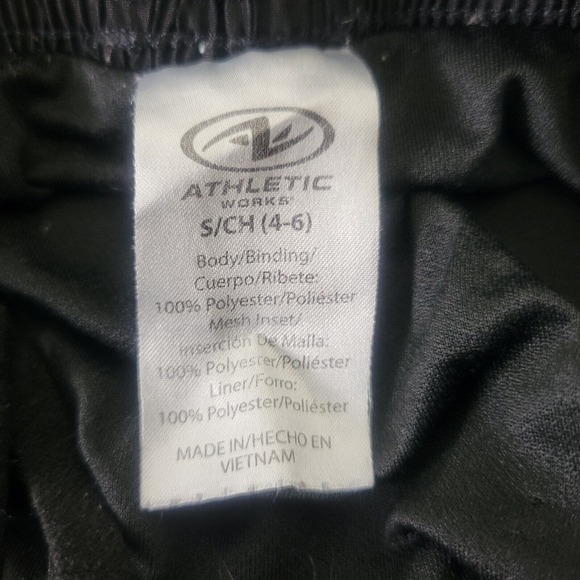 ATHLETIC
WORKS®
S/CH (4-6)
Body/Binding/
Cuerpo/Ribete:
100% Polyester/Poliéster
Mesh Inset/
Inserción De Malla:
100% Polyester/Poliéster
Liner/Forro:
100% Polyester/Poliéster
MADE IN/HECHO EN
VIETNAM